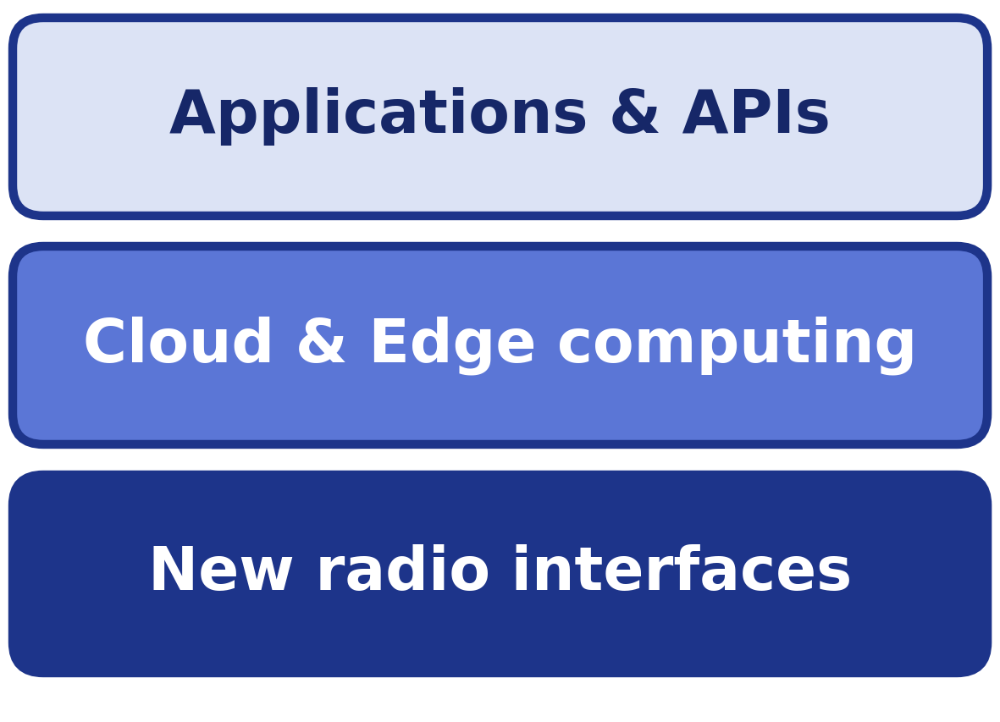 Applications & APIs
Cloud & Edge computing
New radio interfaces